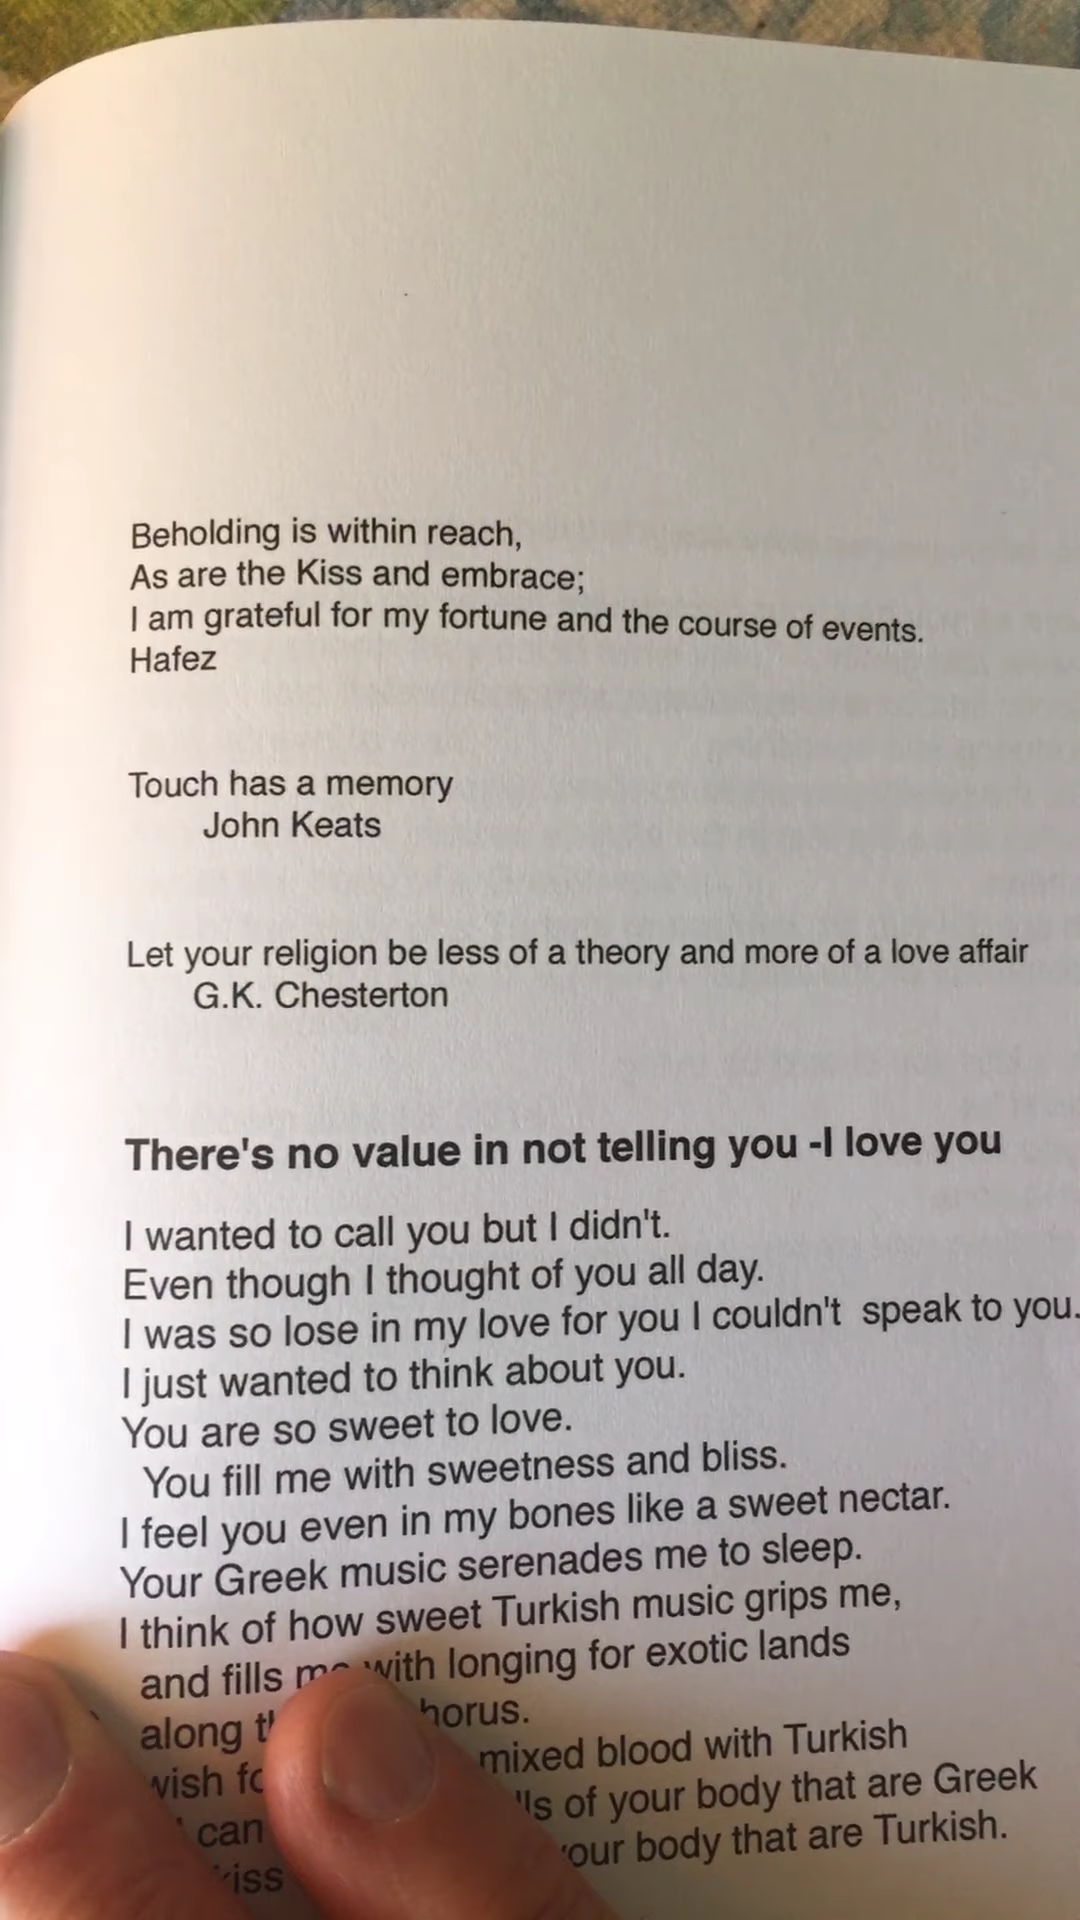 Beholding is within reach,
As are the Kiss and embrace;
I am grateful for my fortune and the course of events.
Hafez
Touch has a memory
John Keats
Let your religion be less of a theory and more of a love affair
G.K. Chesterton
There's no value in not telling you -I love you
I wanted to call you but I didn't.
Even though I thought of you all day.
I was so lose in my love for you I couldn't speak to you.
I just wanted to think about you.
You are so sweet to love.
You fill me with sweetness and bliss.
I feel you even in my bones like a sweet nectar.
Your Greek music serenades me to sleep.
I think of how sweet Turkish music grips me,
and fills me with longing for exotic lands
along
mixed blood with Turkish
of your body that are Greek
can body that are Turkish.